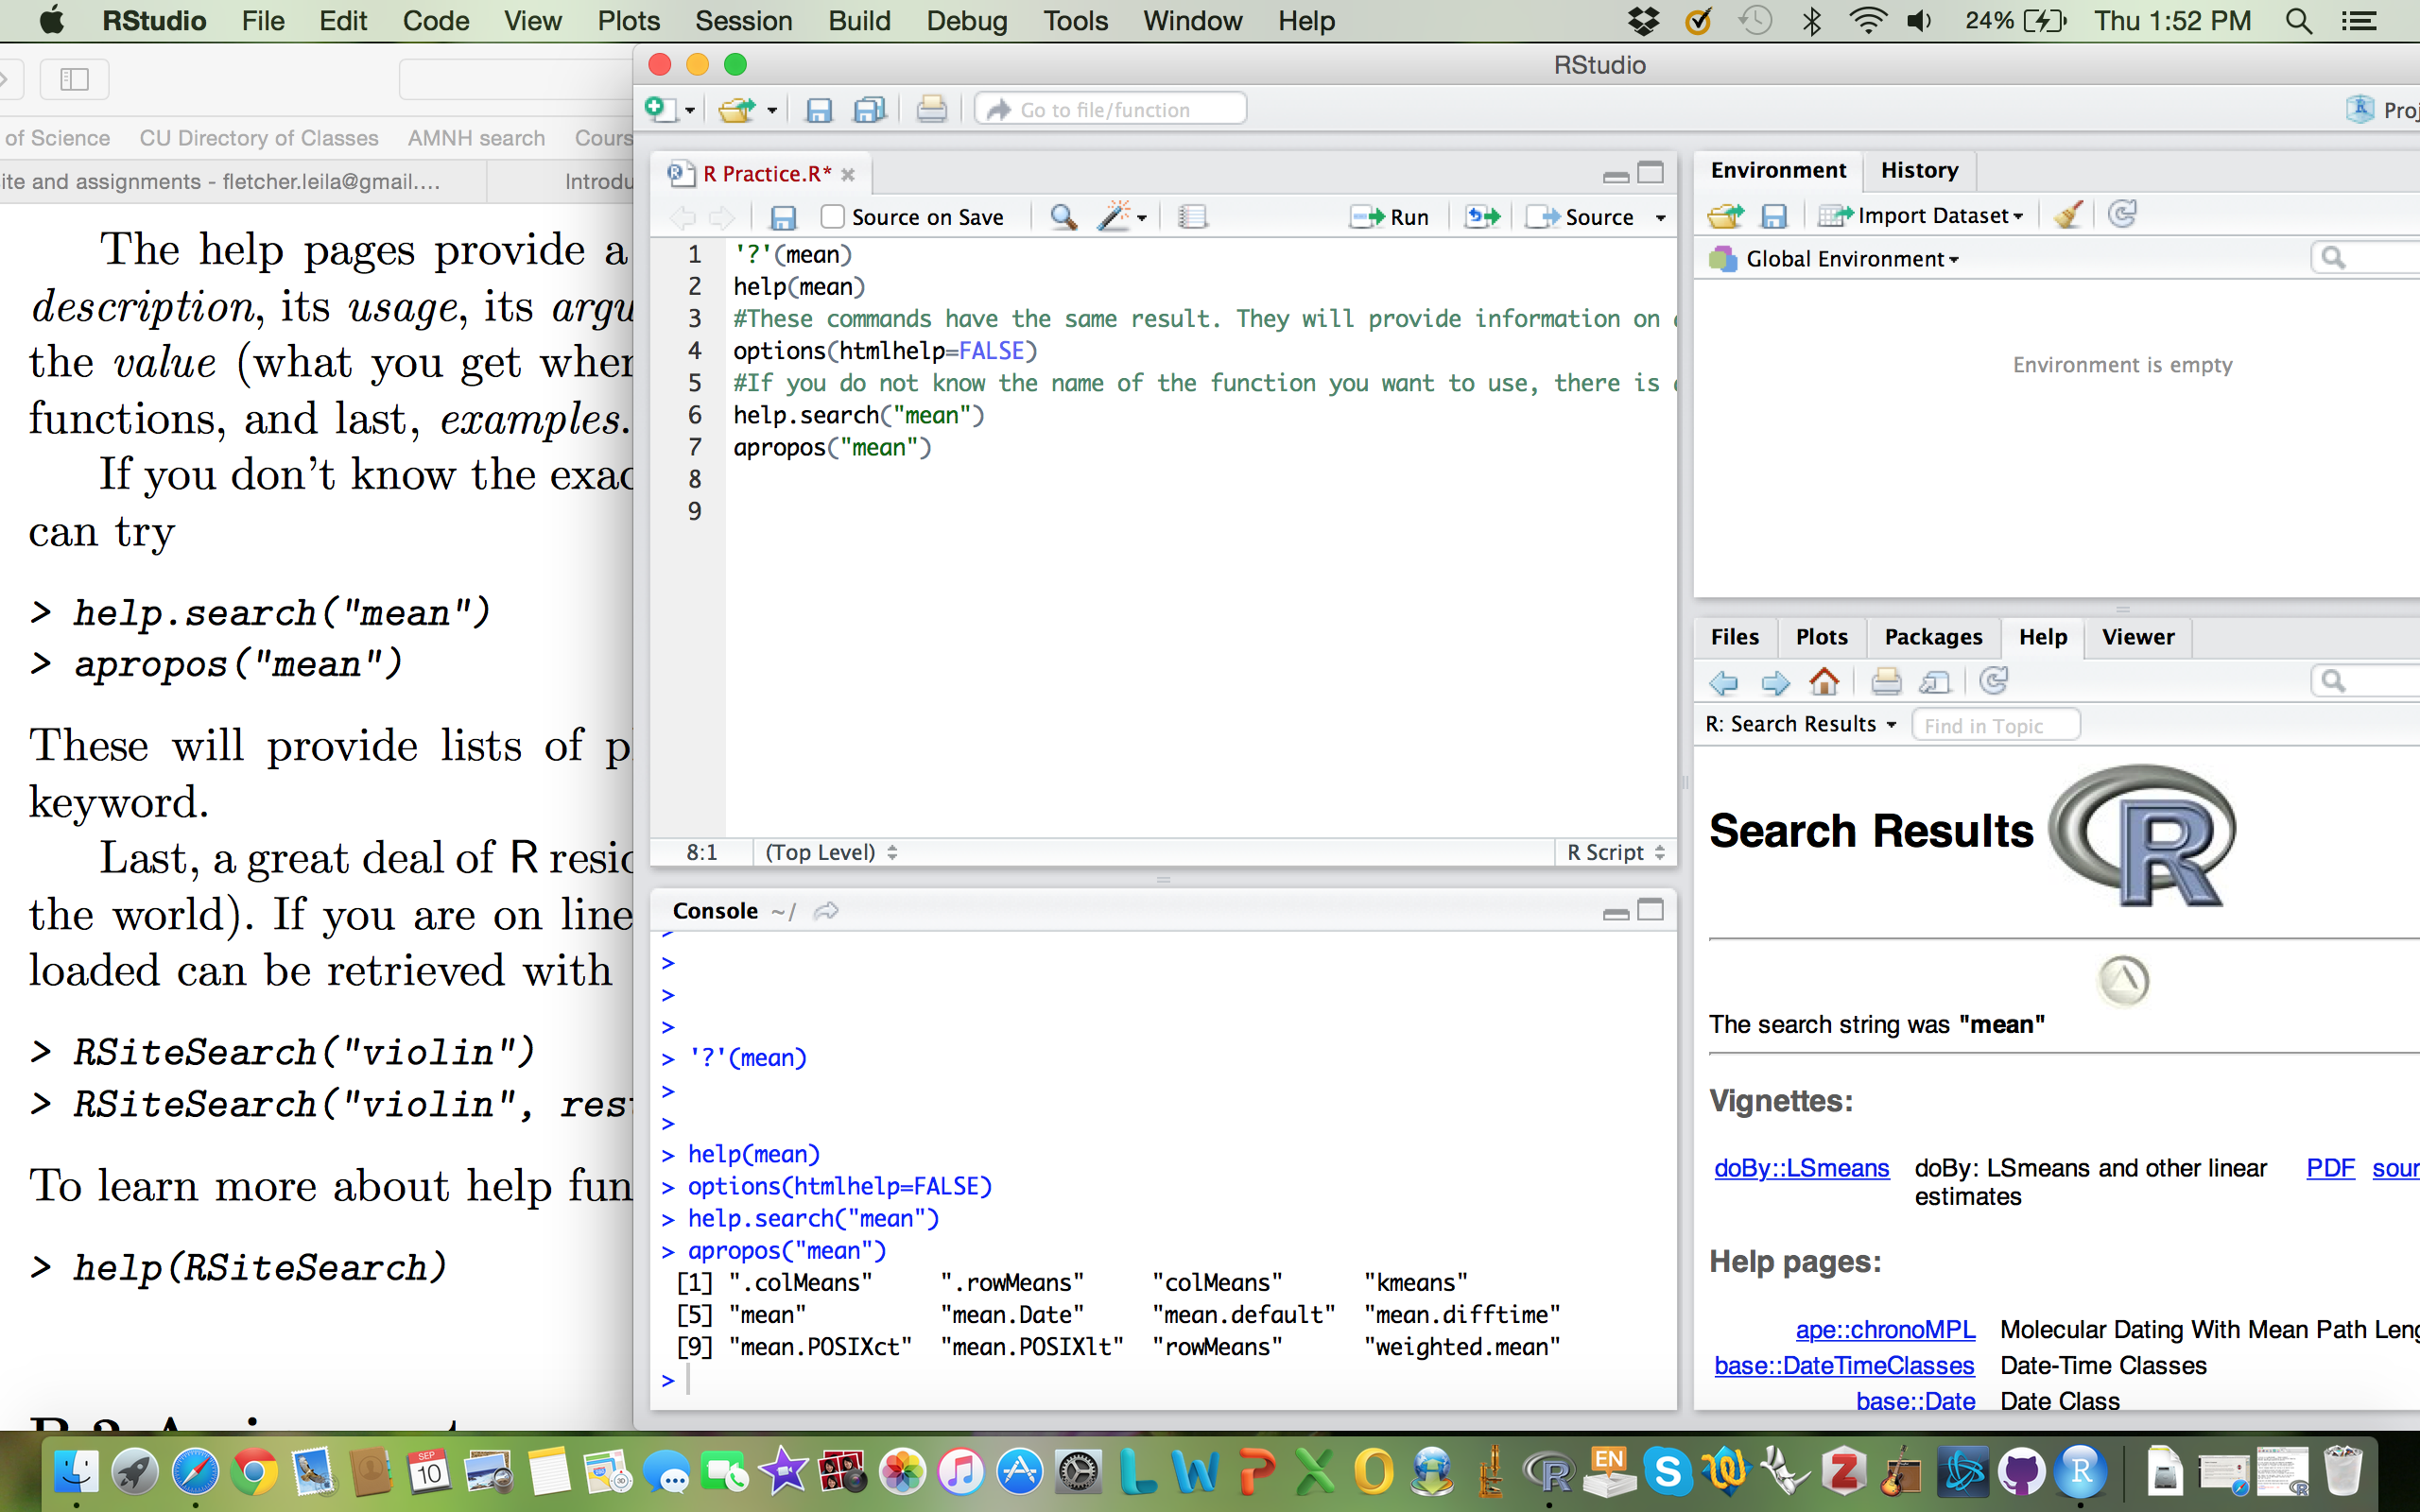 RStudio File Edit Code View Plots Session Build Debug Tools Window Help 24% Thu 1:52 PM
of Science CU Directory of Classes AMNH search Cours
ite and assignments - fletcher.leila@gmail.... Introdu
The help pages provide a
description, its usage, its argu
the value (what you get when
functions, and last, examples.
If you don't know the exac
can try
> help.search("mean")
> apropos("mean")
These will provide lists of p
keyword.
Last, a great deal of R resid
the world). If you are on line
loaded can be retrieved with
> RSiteSearch("violin")
> RSiteSearch("violin", rest
To learn more about help fun
> help(RSiteSearch)
RStudio
Go to file/function
Proj
R Practice.R*
Source on Save Run Source
1 '?'(mean)
2 help(mean)
3 #These commands have the same result. They will provide information on
4 options(htmlhelp=FALSE)
5 #If you do not know the name of the function you want to use, there is
6 help.search("mean")
7 apropos("mean")
8
9
8:1 (Top Level) R Script
Console ~/
>
>
>
>
> '?'(mean)
>
>
> help(mean)
> options(htmlhelp=FALSE)
> help.search("mean")
> apropos("mean")
[1] ".colMeans" ".rowMeans" "colMeans" "kmeans"
[5] "mean" "mean.Date" "mean.default" "mean.difftime"
[9] "mean.POSIXct" "mean.POSIXlt" "rowMeans" "weighted.mean"
>
Environment History
Import Dataset
Global Environment
Environment is empty
Files Plots Packages Help Viewer
R: Search Results Find in Topic
Search Results R
The search string was "mean"
Vignettes:
doBy::LSmeans doBy: LSmeans and other linear PDF sour
estimates
Help pages:
ape::chronoMPL Molecular Dating With Mean Path Leng
base::DateTimeClasses Date-Time Classes
base::Date Date Class
SEP
10
L W P X O R EN S Z R